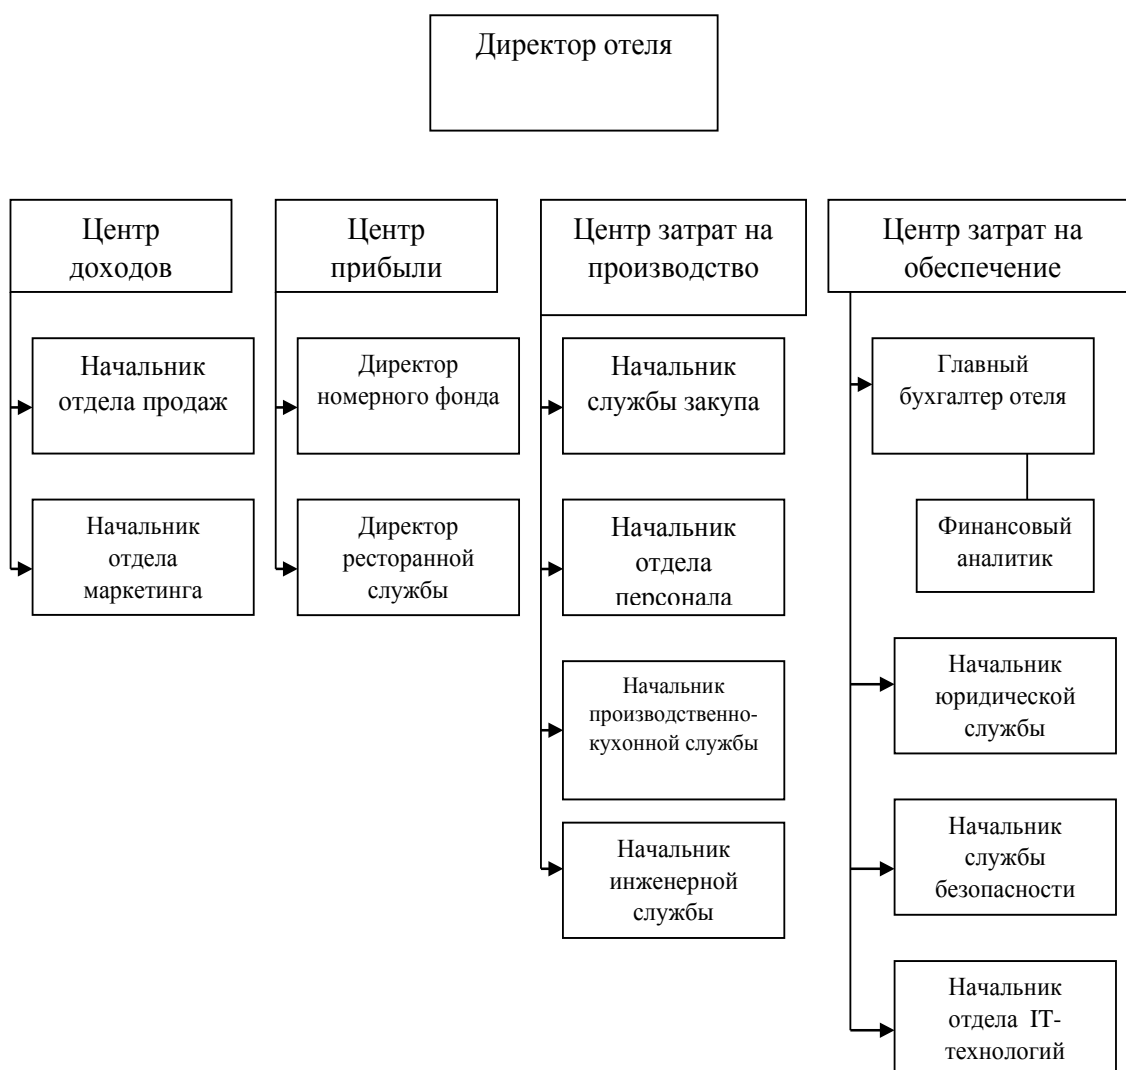 Директор отеля
Центр
доходов
Начальник
отдела продаж
Начальник
отдела
маркетинга
Центр
прибыли
Директор
номерного фонда
Директор
ресторанной
службы
Центр затрат на
производство
Начальник
службы закупа
Начальник
отдела
персонала
Начальник
производственно-
кухонной службы
Начальник
инженерной
службы
Центр затрат на
обеспечение
Главный
бухгалтер отеля
Финансовый
аналитик
Начальник
юридической
службы
Начальник
службы
безопасности
Начальник
отдела IT-
технологий